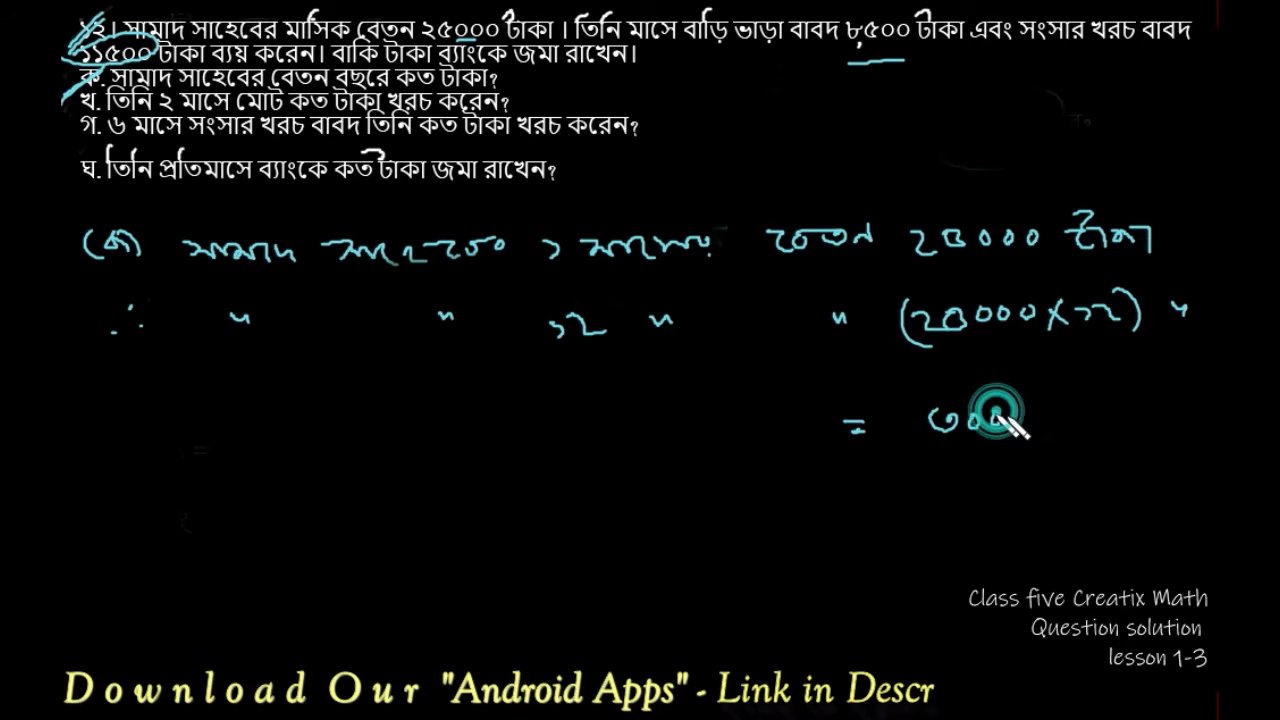 ১২। সামাদ সাহেবের মাসিক বেতন ২৫০০০ টাকা । তিনি মাসে বাড়ি ভাড়া বাবদ ৮৫০০ টাকা এবং সংসার খরচ বাবদ
১১৫০০ টাকা ব্যয় করেন। বাকি টাকা ব্যাংকে জমা রাখেন।
ক. সামাদ সাহেবের বেতন বছরে কত টাকা?
খ. তিনি ২ মাসে মোট কত টাকা খরচ করেন?
গ. ৬ মাসে সংসার খরচ বাবদ তিনি কত টাকা খরচ করেন?
ঘ. তিনি প্রতিমাসে ব্যাংকে কত টাকা জমা রাখেন?
(ক) সামাদ সাহেবের ১ মাসের বেতন ২৫০০০ টাকা
∴ " " ১২ " " (২৫০০০×১২) "
= ৩০০
Class five Creatix Math
Question solution
lesson 1-3
Download Our "Android Apps" - Link in Descr